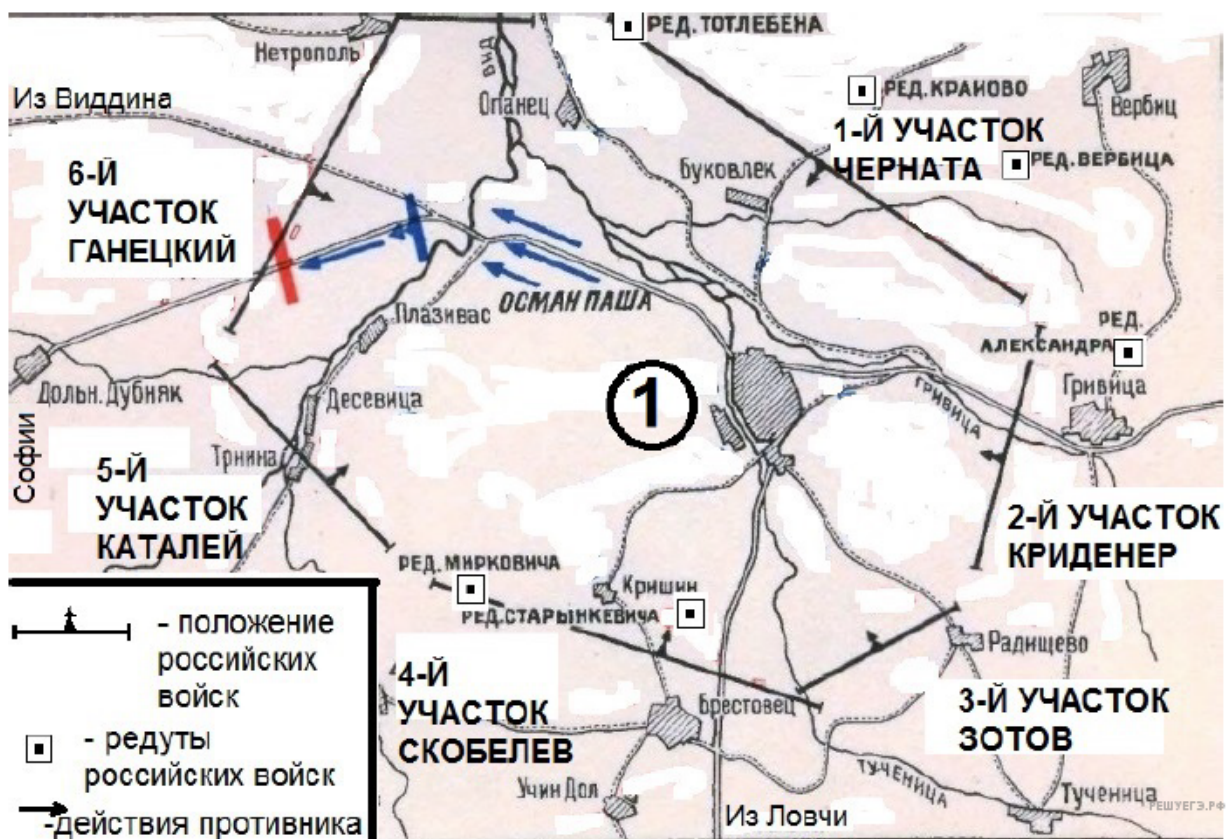 РЕД. ТОТЛЕБЕНА
Нетрополь
ВИД
Из Виддина
Опанец
РЕД. КРАНОВО
Вербиц
1-Й УЧАСТОК
ЧЕРНАТА
РЕД. ВЕРБИЦА
6-Й
УЧАСТОК
ГАНЕЦКИЙ
Буковлек
ОСМАН ПАША
Плазивас
РЕД.
АЛЕКСАНДРА
Дольн. Дубняк
Десевица
1
ГРИВИЦА
Гривица
Софии
Трнина
5-Й
УЧАСТОК
КАТАЛЕЙ
2-Й УЧАСТОК
КРИДЕНЕР
РЕД. МИРКОВИЧА
Кришин
РЕД. СТАРЫНКЕВИЧА
Радищево
4-Й
УЧАСТОК
СКОБЕЛЕВ
Брестовец
3-Й УЧАСТОК
ЗОТОВ
Учин Дол
Из Ловчи
ТУЧЕНИЦА
Тученица
- положение
российских
войск
- редуты
российских войск
-действия противника
РЕШУЕГЭ.РФ